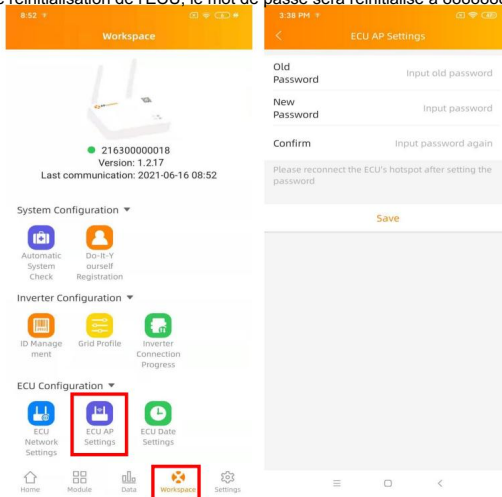 réinitialisation de l'ECU, le mot de passe sera réinitialisé à
8:52
Workspace
216300000018
Version: 1.2.17
Last communication: 2021-06-16 08:52
System Configuration
Automatic
System
Check
Do-It-Y
ourself
Registration
Inverter Configuration
ID Manage
ment
Grid Profile
Inverter
Connection
Progress
ECU Configuration
ECU
Network
Settings
ECU AP
Settings
ECU Date
Settings
Home
Module
Data
Workspace
Settings
3:38 PM
ECU AP Settings
Old
Password
Input old password
New
Password
Input password
Confirm
Input password again
Please reconnect the ECU's hotspot after setting the
password
Save